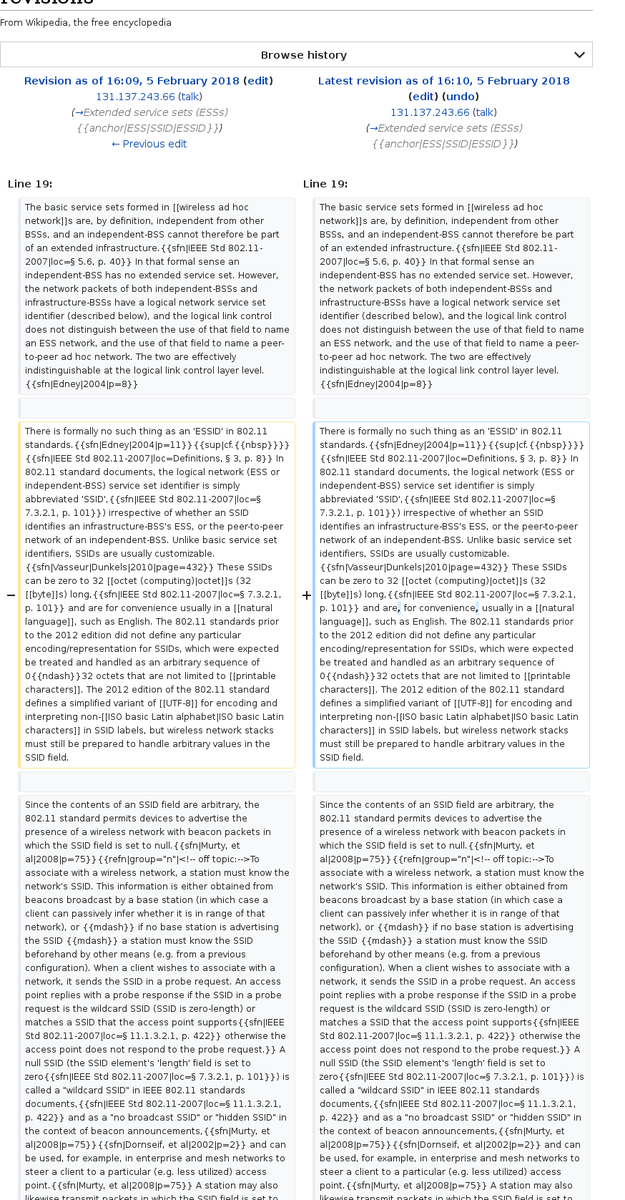 revisions
From Wikipedia, the free encyclopedia
Browse history
Revision as of 16:09, 5 February 2018 (edit)
131.137.243.66 (talk)
(→Extended service sets (ESSs)
{{anchor|ESS|SSID|ESSID}})
← Previous edit
Latest revision as of 16:10, 5 February 2018
(edit) (undo)
131.137.243.66 (talk)
(→Extended service sets (ESSs)
{{anchor|ESS|SSID|ESSID}})
Line 19:
The basic service sets formed in [[wireless ad hoc
network]]s are, by definition, independent from other
BSSs, and an independent-BSS cannot therefore be part
of an extended infrastructure.{{sfn|IEEE Std 802.11-
2007|loc=§ 5.6, p. 40}} In that formal sense an
independent-BSS has no extended service set. However,
the network packets of both independent-BSSs and
infrastructure-BSSs have a logical network service set
identifier (described below), and the logical link control
does not distinguish between the use of that field to name
an ESS network, and the use of that field to name a peer-
to-peer ad hoc network. The two are effectively
indistinguishable at the logical link control layer level.
{{sfn|Edney|2004|p=8}}
−
There is formally no such thing as an 'ESSID' in 802.11
standards.{{sfn|Edney|2004|p=11}}{{sup|cf.{{nbsp}}}}
{{sfn|IEEE Std 802.11-2007|loc=Definitions, § 3, p. 8}} In
802.11 standard documents, the logical network (ESS or
independent-BSS) service set identifier is simply
abbreviated 'SSID',{{sfn|IEEE Std 802.11-2007|loc=§
7.3.2.1, p. 101}}) irrespective of whether an SSID
identifies an infrastructure-BSS's ESS, or the peer-to-peer
network of an independent-BSS. Unlike basic service set
identifiers, SSIDs are usually customizable.
{{sfn|Vasseur|Dunkels|2010|page=432}} These SSIDs
can be zero to 32 [[octet (computing)|octet]]s (32
[[byte]]s) long,{{sfn|IEEE Std 802.11-2007|loc=§ 7.3.2.1,
p. 101}} and are for convenience usually in a [[natural
language]], such as English. The 802.11 standards prior
to the 2012 edition did not define any particular
encoding/representation for SSIDs, which were expected
be treated and handled as an arbitrary sequence of
0{{ndash}}32 octets that are not limited to [[printable
characters]]. The 2012 edition of the 802.11 standard
defines a simplified variant of [[UTF-8]] for encoding and
interpreting non-[[ISO basic Latin alphabet|ISO basic Latin
characters]] in SSID labels, but wireless network stacks
must still be prepared to handle arbitrary values in the
SSID field.
Since the contents of an SSID field are arbitrary, the
802.11 standard permits devices to advertise the
presence of a wireless network with beacon packets in
which the SSID field is set to null.{{sfn|Murty, et
al|2008|p=75}}{{refn|group="n"|<!-- off topic:-->To
associate with a wireless network, a station must know the
network's SSID. This information is either obtained from
beacons broadcast by a base station (in which case a
client can passively infer whether it is in range of that
network), or {{mdash}} if no base station is advertising
the SSID {{mdash}} a station must know the SSID
beforehand by other means (e.g. from a previous
configuration). When a client wishes to associate with a
network, it sends the SSID in a probe request. An access
point replies with a probe response if the SSID in a probe
request is the wildcard SSID (SSID is zero-length) or
matches a SSID that the access point supports{{sfn|IEEE
Std 802.11-2007|loc=§ 11.1.3.2.1, p. 422}} otherwise the
access point does not respond to the probe request.}} A
null SSID (the SSID element's 'length' field is set to
zero{{sfn|IEEE Std 802.11-2007|loc=§ 7.3.2.1, p. 101}}) is
called a "wildcard SSID" in IEEE 802.11 standards
documents,{{sfn|IEEE Std 802.11-2007|loc=§ 11.1.3.2.1,
p. 422}} and as a "no broadcast SSID" or "hidden SSID" in
the context of beacon announcements,{{sfn|Murty, et
al|2008|p=75}}{{sfn|Dornseif, et al|2002|p=2}} and can
be used, for example, in enterprise and mesh networks to
steer a client to a particular (e.g. less utilized) access
point.{{sfn|Murty, et al|2008|p=75}} A station may also
likewise transmit packets in which the SSID field is set to
Line 19:
The basic service sets formed in [[wireless ad hoc
network]]s are, by definition, independent from other
BSSs, and an independent-BSS cannot therefore be part
of an extended infrastructure.{{sfn|IEEE Std 802.11-
2007|loc=§ 5.6, p. 40}} In that formal sense an
independent-BSS has no extended service set. However,
the network packets of both independent-BSSs and
infrastructure-BSSs have a logical network service set
identifier (described below), and the logical link control
does not distinguish between the use of that field to name
an ESS network, and the use of that field to name a peer-
to-peer ad hoc network. The two are effectively
indistinguishable at the logical link control layer level.
{{sfn|Edney|2004|p=8}}
+
There is formally no such thing as an 'ESSID' in 802.11
standards.{{sfn|Edney|2004|p=11}}{{sup|cf.{{nbsp}}}}
{{sfn|IEEE Std 802.11-2007|loc=Definitions, § 3, p. 8}} In
802.11 standard documents, the logical network (ESS or
independent-BSS) service set identifier is simply
abbreviated 'SSID',{{sfn|IEEE Std 802.11-2007|loc=§
7.3.2.1, p. 101}}) irrespective of whether an SSID
identifies an infrastructure-BSS's ESS, or the peer-to-peer
network of an independent-BSS. Unlike basic service set
identifiers, SSIDs are usually customizable.
{{sfn|Vasseur|Dunkels|2010|page=432}} These SSIDs
can be zero to 32 [[octet (computing)|octet]]s (32
[[byte]]s) long,{{sfn|IEEE Std 802.11-2007|loc=§ 7.3.2.1,
p. 101}} and are, for convenience, usually in a [[natural
language]], such as English. The 802.11 standards prior
to the 2012 edition did not define any particular
encoding/representation for SSIDs, which were expected
be treated and handled as an arbitrary sequence of
0{{ndash}}32 octets that are not limited to [[printable
characters]]. The 2012 edition of the 802.11 standard
defines a simplified variant of [[UTF-8]] for encoding and
interpreting non-[[ISO basic Latin alphabet|ISO basic Latin
characters]] in SSID labels, but wireless network stacks
must still be prepared to handle arbitrary values in the
SSID field.
Since the contents of an SSID field are arbitrary, the
802.11 standard permits devices to advertise the
presence of a wireless network with beacon packets in
which the SSID field is set to null.{{sfn|Murty, et
al|2008|p=75}}{{refn|group="n"|<!-- off topic:-->To
associate with a wireless network, a station must know the
network's SSID. This information is either obtained from
beacons broadcast by a base station (in which case a
client can passively infer whether it is in range of that
network), or {{mdash}} if no base station is advertising
the SSID {{mdash}} a station must know the SSID
beforehand by other means (e.g. from a previous
configuration). When a client wishes to associate with a
network, it sends the SSID in a probe request. An access
point replies with a probe response if the SSID in a probe
request is the wildcard SSID (SSID is zero-length) or
matches a SSID that the access point supports{{sfn|IEEE
Std 802.11-2007|loc=§ 11.1.3.2.1, p. 422}} otherwise the
access point does not respond to the probe request.}} A
null SSID (the SSID element's 'length' field is set to
zero{{sfn|IEEE Std 802.11-2007|loc=§ 7.3.2.1, p. 101}}) is
called a "wildcard SSID" in IEEE 802.11 standards
documents,{{sfn|IEEE Std 802.11-2007|loc=§ 11.1.3.2.1,
p. 422}} and as a "no broadcast SSID" or "hidden SSID" in
the context of beacon announcements,{{sfn|Murty, et
al|2008|p=75}}{{sfn|Dornseif, et al|2002|p=2}} and can
be used, for example, in enterprise and mesh networks to
steer a client to a particular (e.g. less utilized) access
point.{{sfn|Murty, et al|2008|p=75}} A station may also
likewise transmit packets in which the SSID field is set to